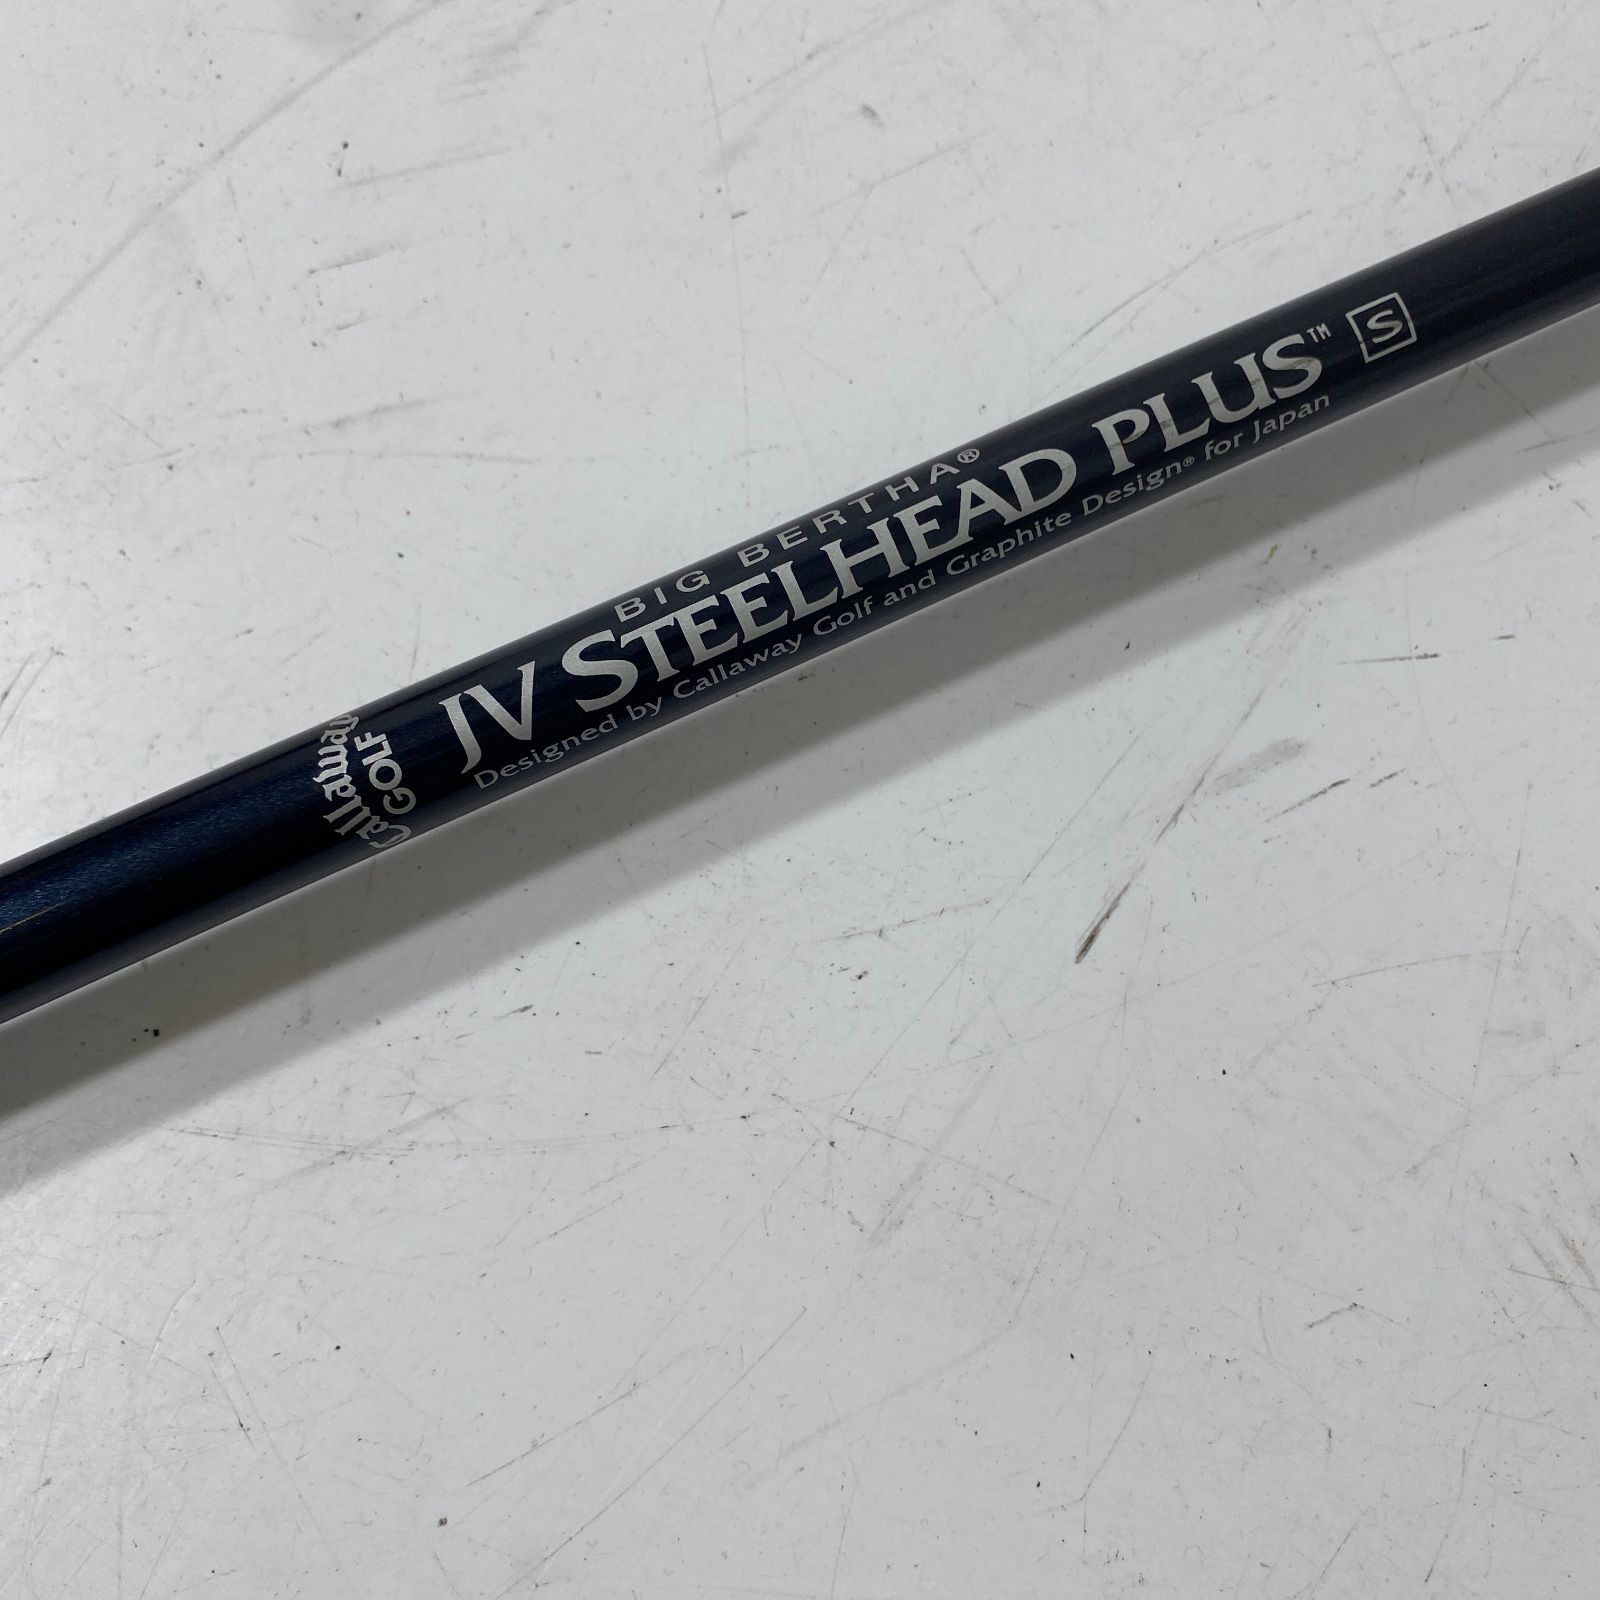 Callaway
GOLF
BIG BERTHA®
JV STEELHEAD PLUS™ S
Designed by Callaway Golf and Graphite Design® for Japan